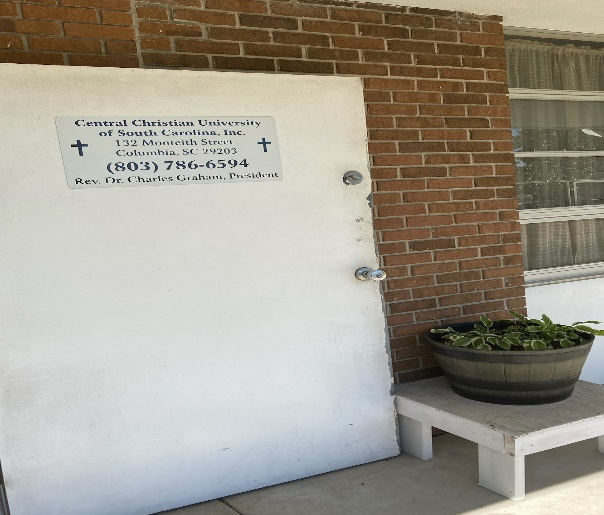 Central Christian University
of South Carolina, Inc.
132 Monteith Street
Columbia, SC 29203
(803) 786-6594
Rev. Dr. Charles Graham, President